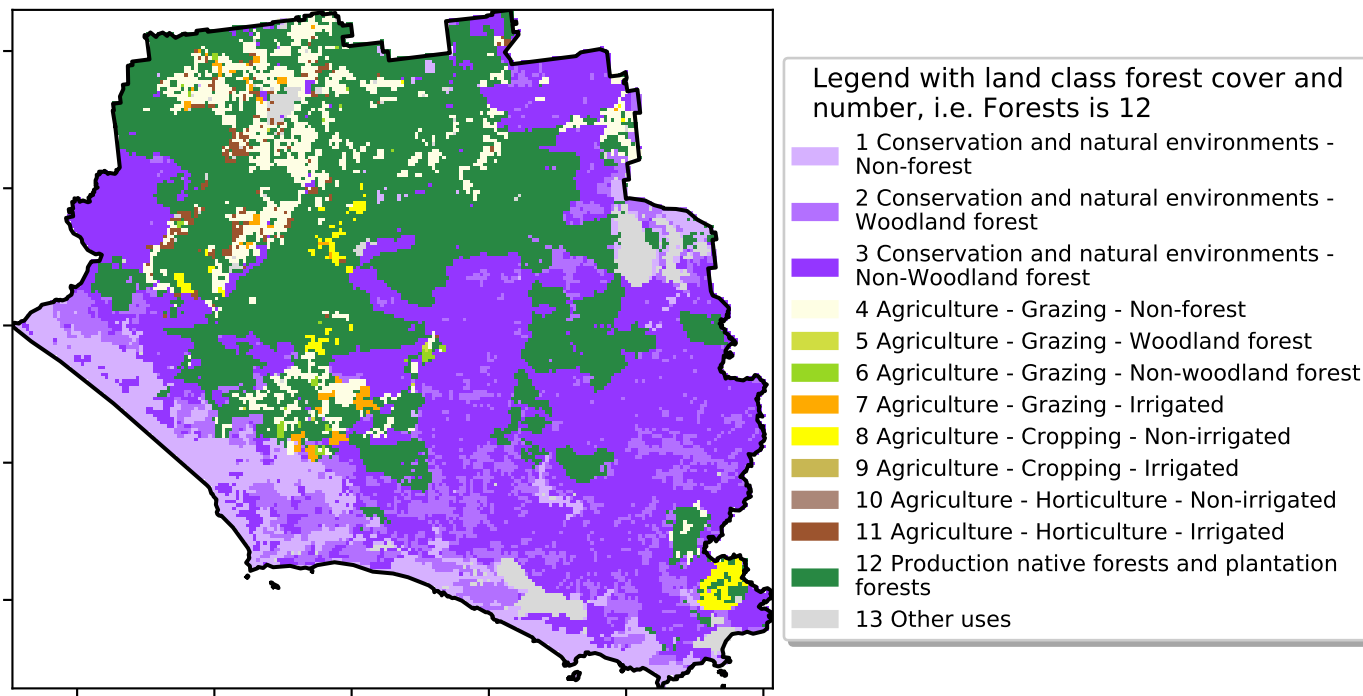 Legend with land class forest cover and
number, i.e. Forests is 12
1 Conservation and natural environments -
Non-forest
2 Conservation and natural environments -
Woodland forest
3 Conservation and natural environments -
Non-Woodland forest
4 Agriculture - Grazing - Non-forest
5 Agriculture - Grazing - Woodland forest
6 Agriculture - Grazing - Non-woodland forest
7 Agriculture - Grazing - Irrigated
8 Agriculture - Cropping - Non-irrigated
9 Agriculture - Cropping - Irrigated
10 Agriculture - Horticulture - Non-irrigated
11 Agriculture - Horticulture - Irrigated
12 Production native forests and plantation
forests
13 Other uses